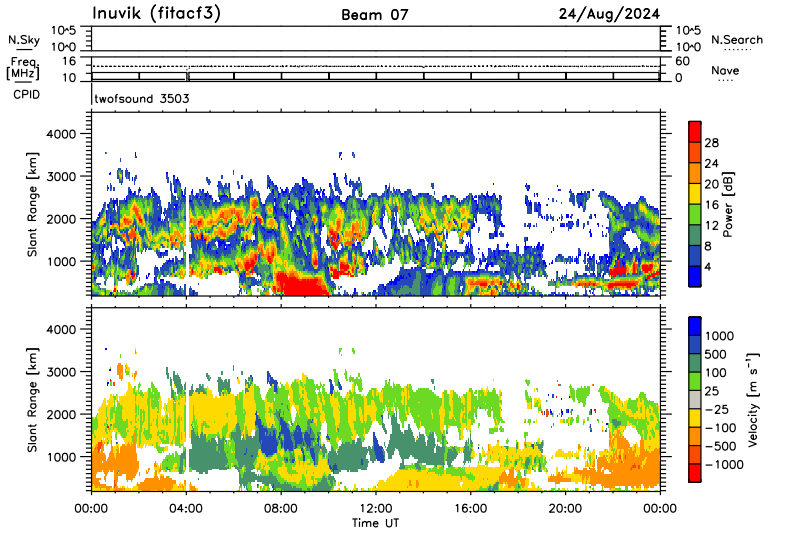 Inuvik (fitacf3) Beam 07 24/Aug/2024
10^5 10^5
N.Sky N.Search
10^0 10^0
16 60
Freq. [MHz] Nave
10 0
CPID
twofsound 3503
Slant Range [km]
4000
3000
2000
1000
28
24
20
16
12
8
4
Power [dB]
Slant Range [km]
4000
3000
2000
1000
1000
500
100
25
-25
-100
-500
-1000
Velocity [m s⁻¹]
00:00 04:00 08:00 12:00 16:00 20:00 00:00
Time UT